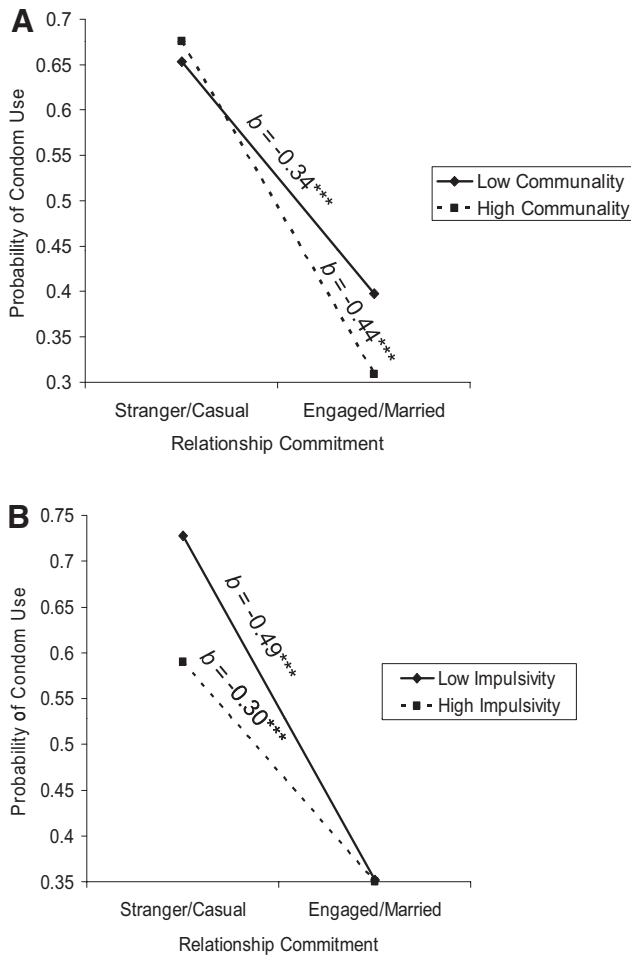 A
0.7
0.65
0.6
0.55
0.5
0.45
0.4
0.35
0.3
Probability of Condom Use
b = -0.34***
b = -0.44***
Low Communality
High Communality
Stranger/Casual Engaged/Married
Relationship Commitment
B
0.75
0.7
0.65
0.6
0.55
0.5
0.45
0.4
0.35
Probability of Condom Use
b = -0.49***
b = -0.30***
Low Impulsivity
High Impulsivity
Stranger/Casual Engaged/Married
Relationship Commitment